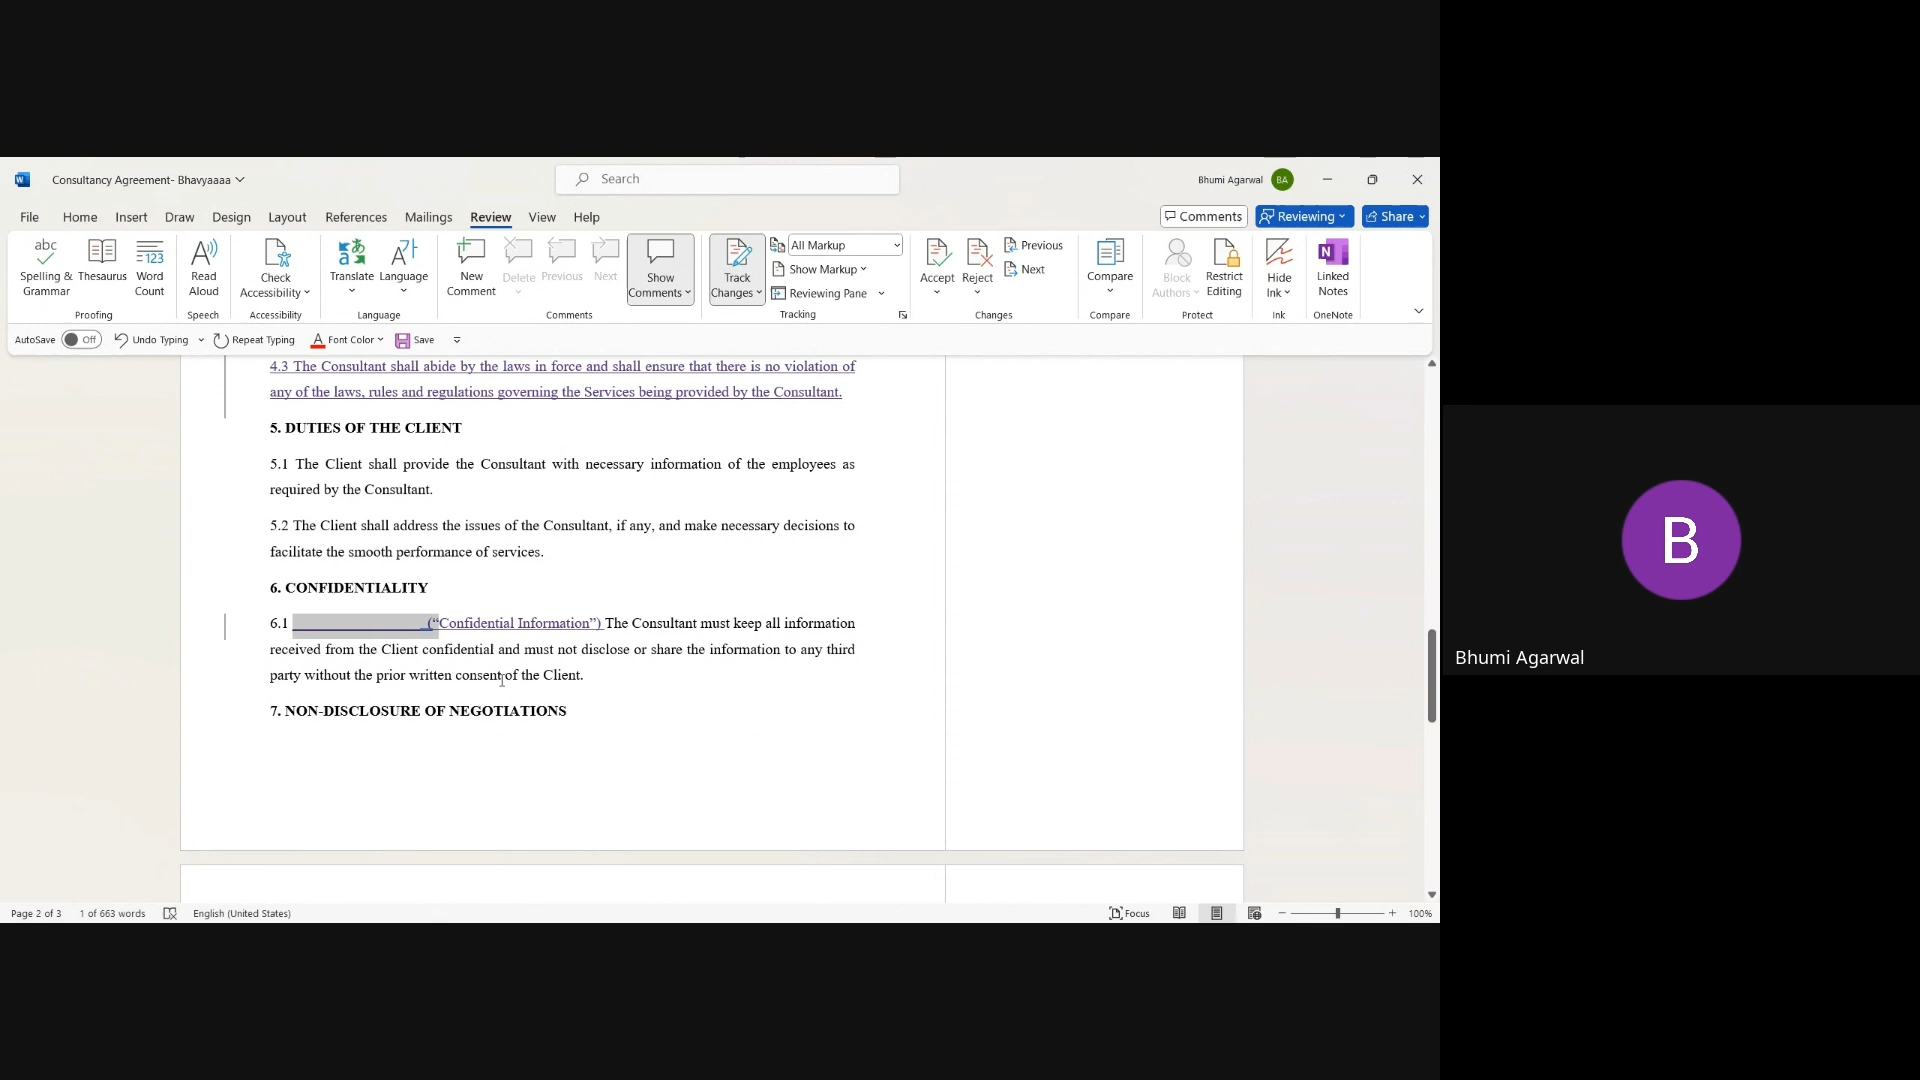 Consultancy Agreement- Bhavyaaaa
Search
Bhumi Agarwal
BA
File Home Insert Draw Design Layout References Mailings Review View Help
Comments Reviewing Share
abc
Spelling & Grammar
Thesaurus
123
Word Count
Read Aloud
Check Accessibility
Translate
Language
New Comment
Delete
Previous
Next
Show Comments
Track Changes
All Markup
Show Markup
Reviewing Pane
Accept
Reject
Previous
Next
Compare
Block Authors
Restrict Editing
Hide Ink
Linked Notes
Proofing Speech Accessibility Language Comments Tracking Changes Compare Protect Ink OneNote
AutoSave Off Undo Typing Repeat Typing Font Color Save
4.3 The Consultant shall abide by the laws in force and shall ensure that there is no violation of
any of the laws, rules and regulations governing the Services being provided by the Consultant.
5. DUTIES OF THE CLIENT
5.1 The Client shall provide the Consultant with necessary information of the employees as
required by the Consultant.
5.2 The Client shall address the issues of the Consultant, if any, and make necessary decisions to
facilitate the smooth performance of services.
6. CONFIDENTIALITY
6.1 __________________ (“Confidential Information”) The Consultant must keep all information
received from the Client confidential and must not disclose or share the information to any third
party without the prior written consent of the Client.
7. NON-DISCLOSURE OF NEGOTIATIONS
Page 2 of 3 1 of 663 words English (United States) Focus 100%
B
Bhumi Agarwal